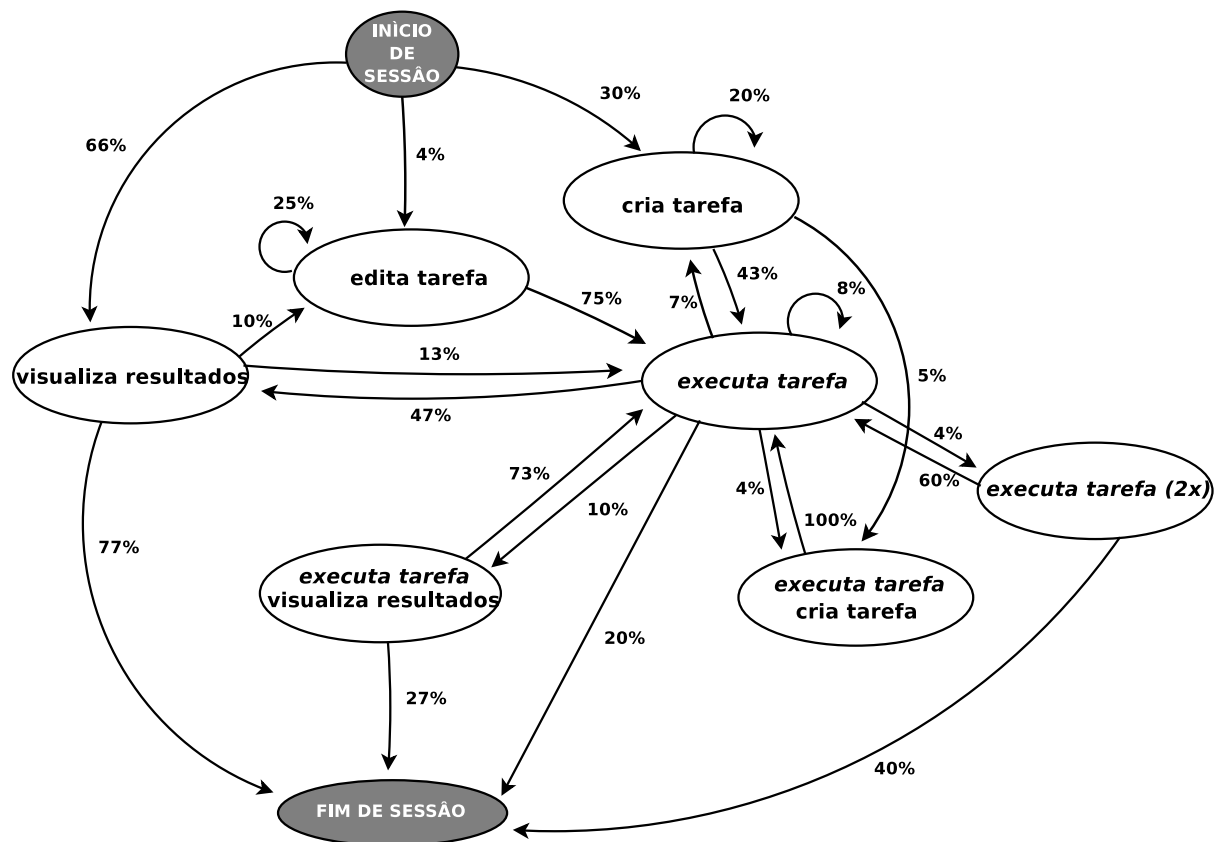 INÌCIO
DE
SESSÂO
30%
20%
66%
4%
cria tarefa
25%
edita tarefa
43%
75%
7%
8%
10%
13%
visualiza resultados
executa tarefa
5%
47%
4%
73%
60%
executa tarefa (2x)
4%
10%
100%
77%
executa tarefa
visualiza resultados
executa tarefa
cria tarefa
20%
27%
40%
FIM DE SESSÂO